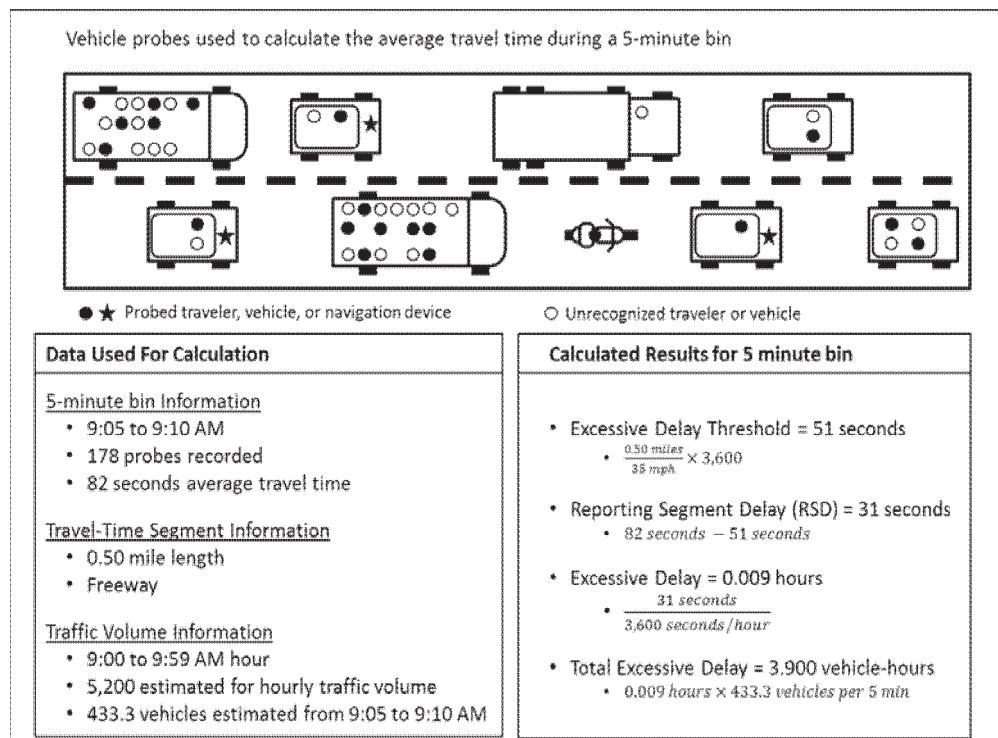 Vehicle probes used to calculate the average travel time during a 5-minute bin
● ★ Probed traveler, vehicle, or navigation device
○ Unrecognized traveler or vehicle
Data Used For Calculation
5-minute bin Information
• 9:05 to 9:10 AM
• 178 probes recorded
• 82 seconds average travel time
Travel-Time Segment Information
• 0.50 mile length
• Freeway
Traffic Volume Information
• 9:00 to 9:59 AM hour
• 5,200 estimated for hourly traffic volume
• 433.3 vehicles estimated from 9:05 to 9:10 AM
Calculated Results for 5 minute bin
• Excessive Delay Threshold = 51 seconds
• 0.50 miles / 35 mph × 3,600
• Reporting Segment Delay (RSD) = 31 seconds
• 82 seconds − 51 seconds
• Excessive Delay = 0.009 hours
• 31 seconds / 3,600 seconds/hour
• Total Excessive Delay = 3.900 vehicle-hours
• 0.009 hours × 433.3 vehicles per 5 min